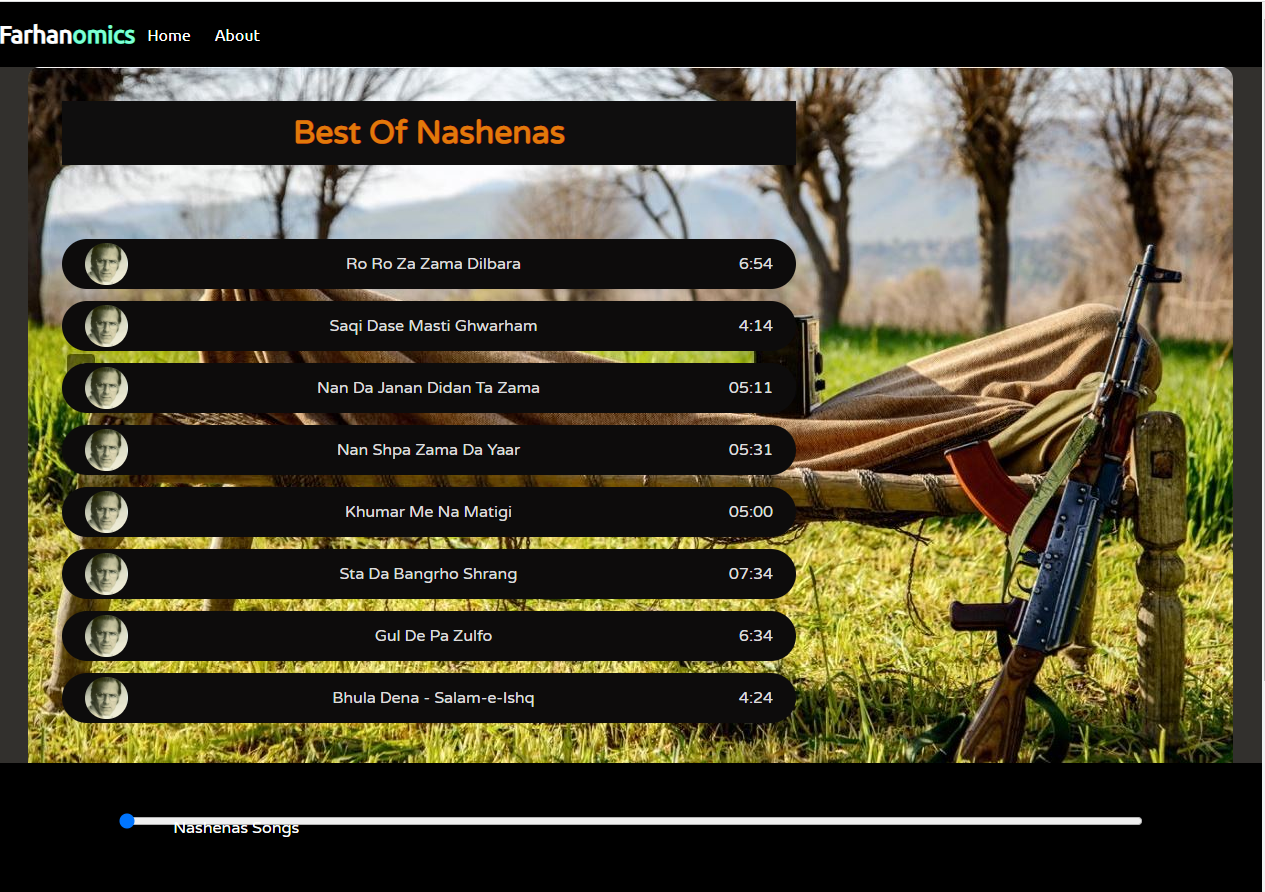 Farhanomics Home About
Best Of Nashenas
Ro Ro Za Zama Dilbara 6:54
Saqi Dase Masti Ghwarham 4:14
Nan Da Janan Didan Ta Zama 05:11
Nan Shpa Zama Da Yaar 05:31
Khumar Me Na Matigi 05:00
Sta Da Bangrho Shrang 07:34
Gul De Pa Zulfo 6:34
Bhula Dena - Salam-e-Ishq 4:24
Nashenas Songs